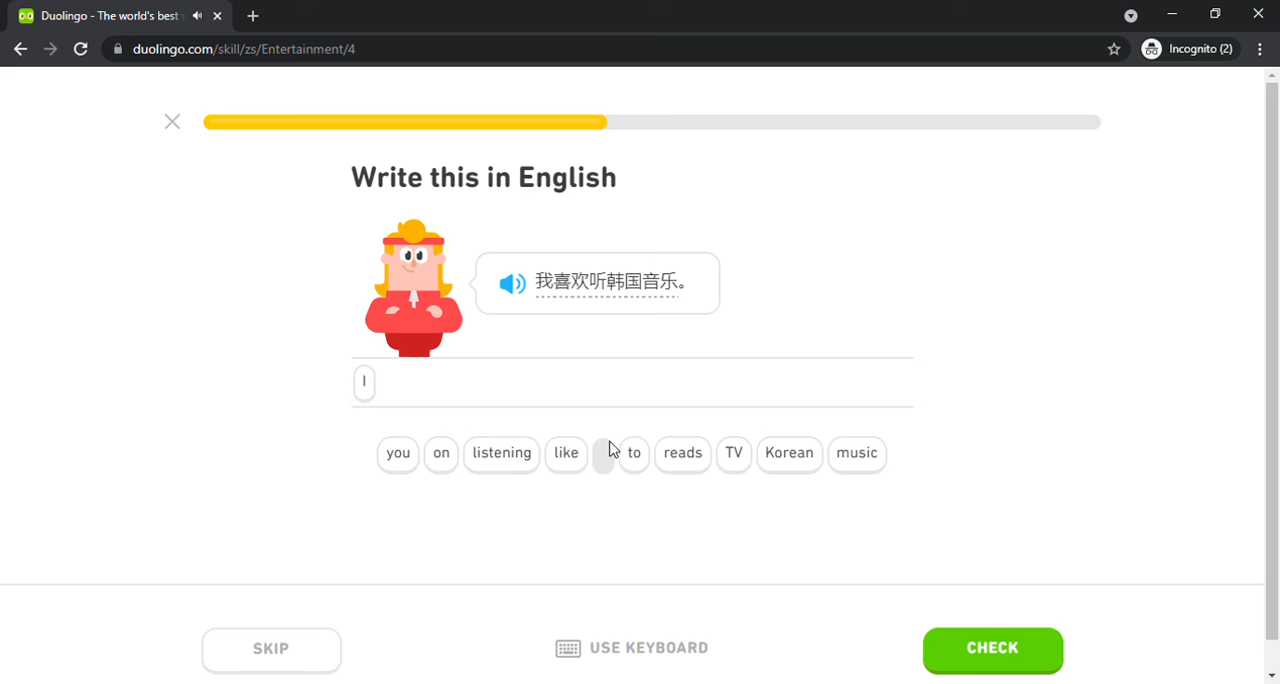 Duolingo - The world's best
duolingo.com/skill/zs/Entertainment/4
Incognito (2)
Write this in English
我喜欢听韩国音乐。
I
you on listening like to reads TV Korean music
SKIP
USE KEYBOARD
CHECK